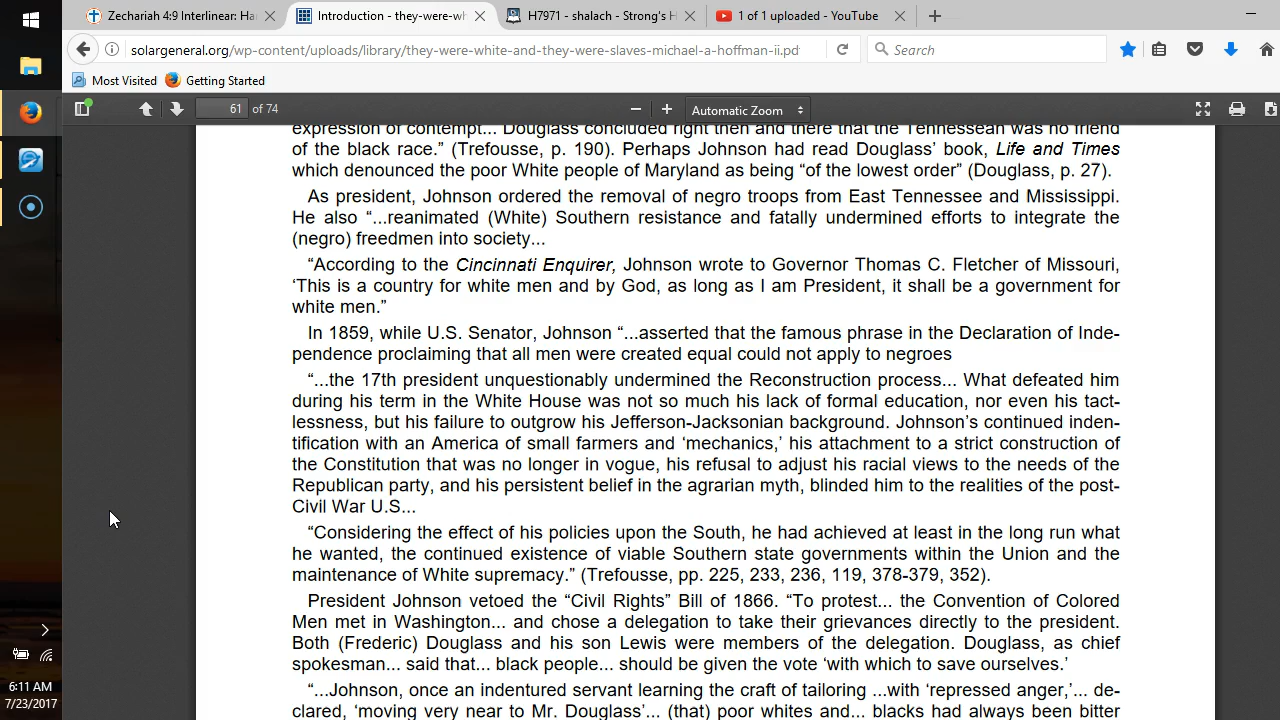 Zechariah 4:9 Interlinear: Ha
Introduction - they-were-wh
H7971 - shalach - Strong's H
1 of 1 uploaded - YouTube
solargeneral.org/wp-content/uploads/library/they-were-white-and-they-were-slaves-michael-a-hoffman-ii.pd
Search
Most Visited
Getting Started
61 of 74
Automatic Zoom
expression of contempt... Douglass concluded right then and there that the Tennessean was no friend
of the black race.” (Trefousse, p. 190). Perhaps Johnson had read Douglass’ book, Life and Times
which denounced the poor White people of Maryland as being “of the lowest order” (Douglass, p. 27).
As president, Johnson ordered the removal of negro troops from East Tennessee and Mississippi.
He also “...reanimated (White) Southern resistance and fatally undermined efforts to integrate the
(negro) freedmen into society...
“According to the Cincinnati Enquirer, Johnson wrote to Governor Thomas C. Fletcher of Missouri,
‘This is a country for white men and by God, as long as I am President, it shall be a government for
white men.”
In 1859, while U.S. Senator, Johnson “...asserted that the famous phrase in the Declaration of Inde-
pendence proclaiming that all men were created equal could not apply to negroes
“...the 17th president unquestionably undermined the Reconstruction process... What defeated him
during his term in the White House was not so much his lack of formal education, nor even his tact-
lessness, but his failure to outgrow his Jefferson-Jacksonian background. Johnson’s continued iden-
tification with an America of small farmers and ‘mechanics,’ his attachment to a strict construction of
the Constitution that was no longer in vogue, his refusal to adjust his racial views to the needs of the
Republican party, and his persistent belief in the agrarian myth, blinded him to the realities of the post-
Civil War U.S...
“Considering the effect of his policies upon the South, he had achieved at least in the long run what
he wanted, the continued existence of viable Southern state governments within the Union and the
maintenance of White supremacy.” (Trefousse, pp. 225, 233, 236, 119, 378-379, 352).
President Johnson vetoed the “Civil Rights” Bill of 1866. “To protest... the Convention of Colored
Men met in Washington... and chose a delegation to take their grievances directly to the president.
Both (Frederic) Douglass and his son Lewis were members of the delegation. Douglass, as chief
spokesman... said that... black people... should be given the vote ‘with which to save ourselves.’
“...Johnson, once an indentured servant learning the craft of tailoring ...with ‘repressed anger,’... de-
clared, ‘moving very near to Mr. Douglass’... (that) poor whites and... blacks had always been bitter
6:11 AM
7/23/2017